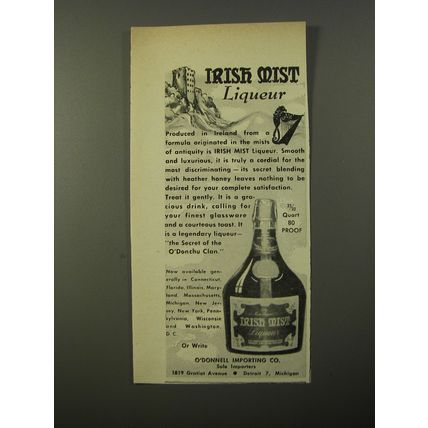 IRISH MIST
Liqueur
Produced in Ireland from a
formula originated in the mists
of antiquity is IRISH MIST Liqueur. Smooth
and luxurious, it is truly a cordial for the
most discriminating—its secret blending
with heather honey leaves nothing to be
desired for your complete satisfaction.
Treat it gently. It is a gra-
cious drink, calling for
your finest glassware
and a courteous toast. It
is a legendary liqueur—
"the Secret of the
O'Donchu Clan."
31/32
Quart
80
PROOF
Now available gen-
erally in Connecticut,
Florida, Illinois, Mary-
land, Massachusetts,
Michigan, New Jer-
sey, New York, Penn-
sylvania, Wisconsin
and Washington,
D. C.
Or Write
IRISH MIST
Liqueur
O'DONNELL IMPORTING CO.
Sole Importers
1819 Gratiot Avenue • Detroit 7, Michigan